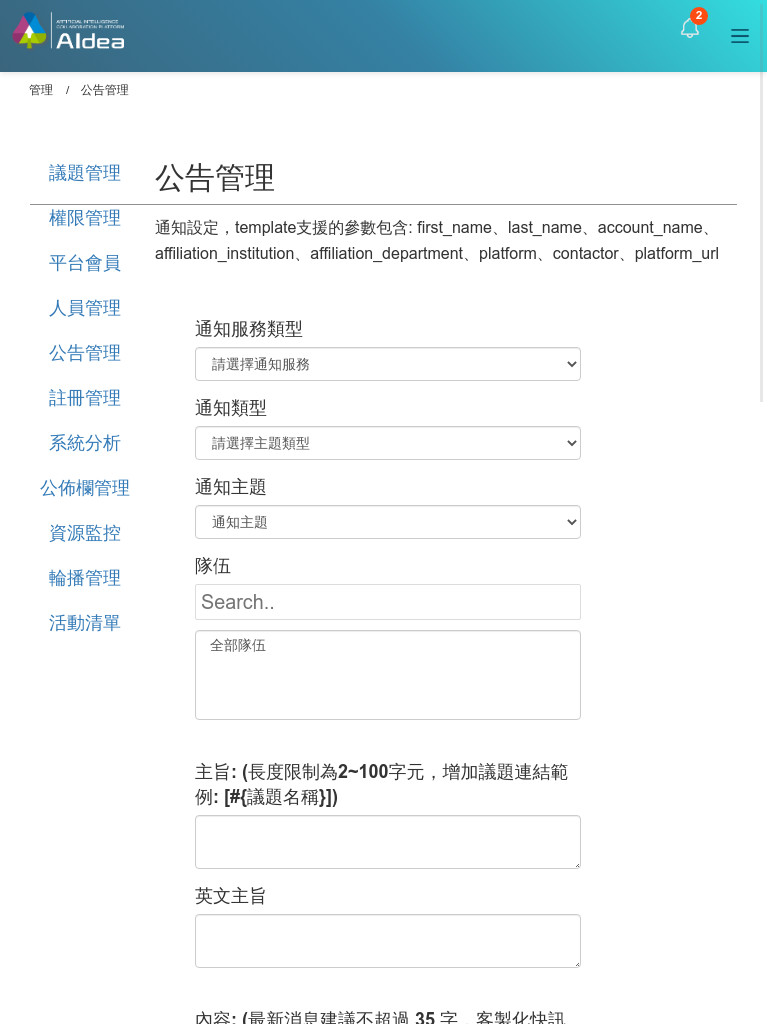 ARTIFICIAL INTELLIGENCE
COLLABORATION PLATFORM
AIdea
2
管理 / 公告管理
議題管理
權限管理
平台會員
人員管理
公告管理
註冊管理
系統分析
公佈欄管理
資源監控
輪播管理
活動清單
公告管理
通知設定，template支援的參數包含: first_name、last_name、account_name、
affiliation_institution、affiliation_department、platform、contactor、platform_url
通知服務類型
請選擇通知服務
通知類型
請選擇主題類型
通知主題
通知主題
隊伍
Search..
全部隊伍
主旨: (長度限制為2~100字元，增加議題連結範
例: [#{議題名稱}])
英文主旨
內容: (最新消息建議不超過 35 字，客製化快訊